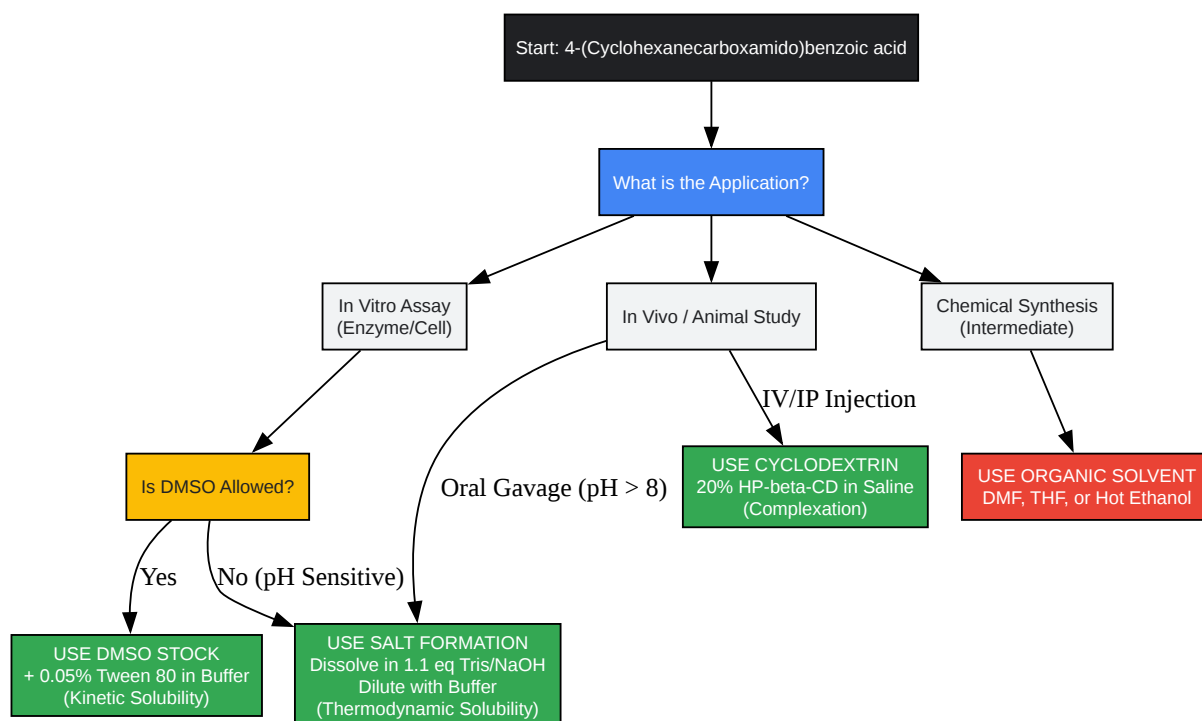 Start: 4-(Cyclohexanecarboxamido)benzoic acid
What is the Application?
In Vitro Assay
(Enzyme/Cell)
In Vivo / Animal Study
Chemical Synthesis
(Intermediate)
IV/IP Injection
Is DMSO Allowed?
Oral Gavage (pH > 8)
USE CYCLODEXTRIN
20% HP-beta-CD in Saline
(Complexation)
USE ORGANIC SOLVENT
DMF, THF, or Hot Ethanol
Yes
No (pH Sensitive)
USE DMSO STOCK
+ 0.05% Tween 80 in Buffer
(Kinetic Solubility)
USE SALT FORMATION
Dissolve in 1.1 eq Tris/NaOH
Dilute with Buffer
(Thermodynamic Solubility)